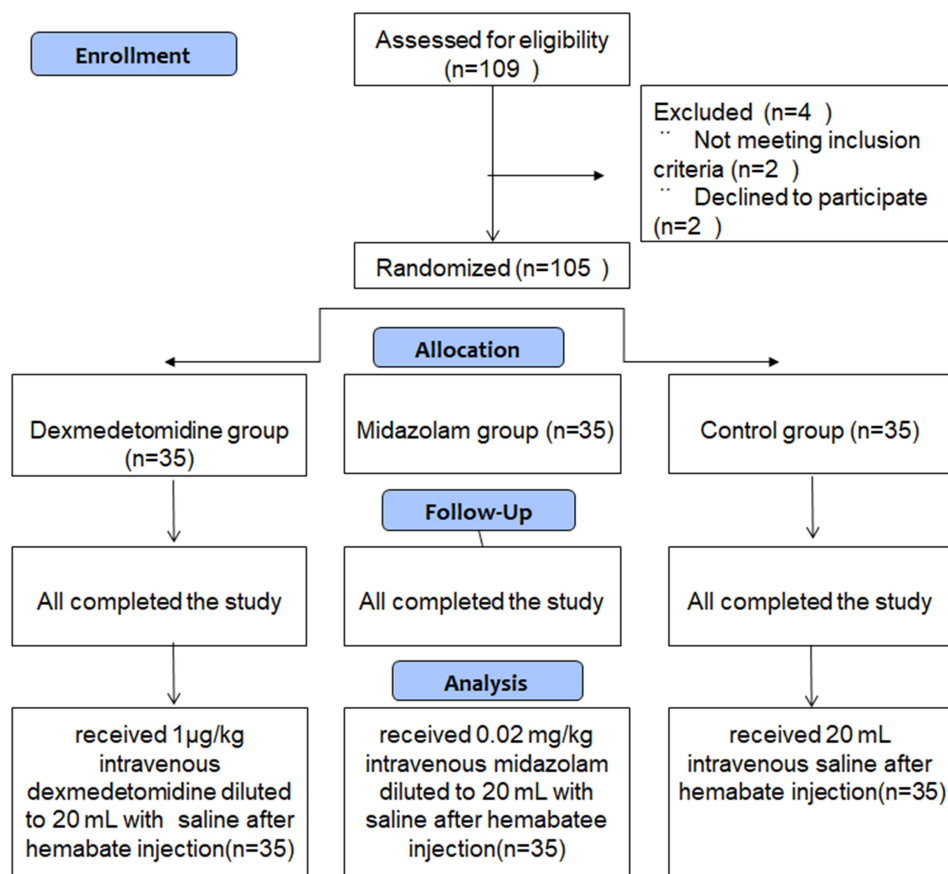 Enrollment
Assessed for eligibility
(n=109 )
Excluded (n=4 )
¨ Not meeting inclusion
criteria (n=2 )
¨ Declined to participate
(n=2 )
Randomized (n=105 )
Allocation
Dexmedetomidine group
(n=35)
Midazolam group (n=35)
Control group (n=35)
Follow-Up
All completed the study
All completed the study
All completed the study
Analysis
received 1µg/kg
intravenous
dexmedetomidine diluted
to 20 mL with saline after
hemabate injection(n=35)
received 0.02 mg/kg
intravenous midazolam
diluted to 20 mL with
saline after hemabatee
injection(n=35)
received 20 mL
intravenous saline after
hemabate injection(n=35)